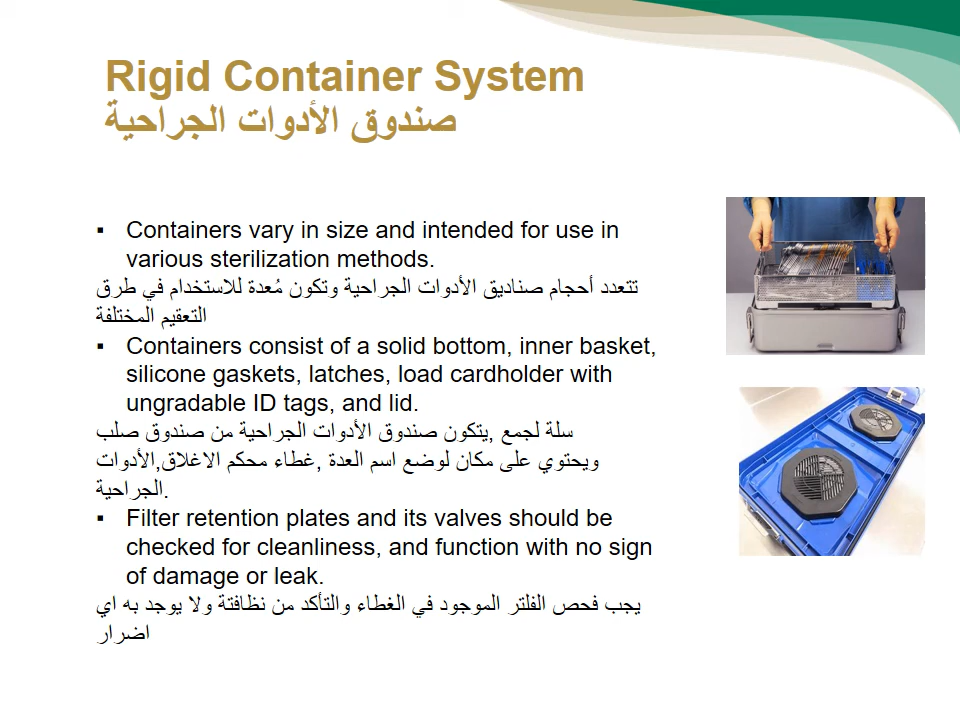 Rigid Container System
صندوق الأدوات الجراحية
▪ Containers vary in size and intended for use in
various sterilization methods.
تتعدد أحجام صناديق الأدوات الجراحية وتكون مُعدة للاستخدام في طرق
التعقيم المختلفة
▪ Containers consist of a solid bottom, inner basket,
silicone gaskets, latches, load cardholder with
ungradable ID tags, and lid.
سلة لجمع ,يتكون صندوق الأدوات الجراحية من صندوق صلب
ويحتوي على مكان لوضع اسم العدة ,غطاء محكم الاغلاق,الأدوات
الجراحية.
▪ Filter retention plates and its valves should be
checked for cleanliness, and function with no sign
of damage or leak.
يجب فحص الفلتر الموجود في الغطاء والتأكد من نظافتة ولا يوجد به اي
اضرار